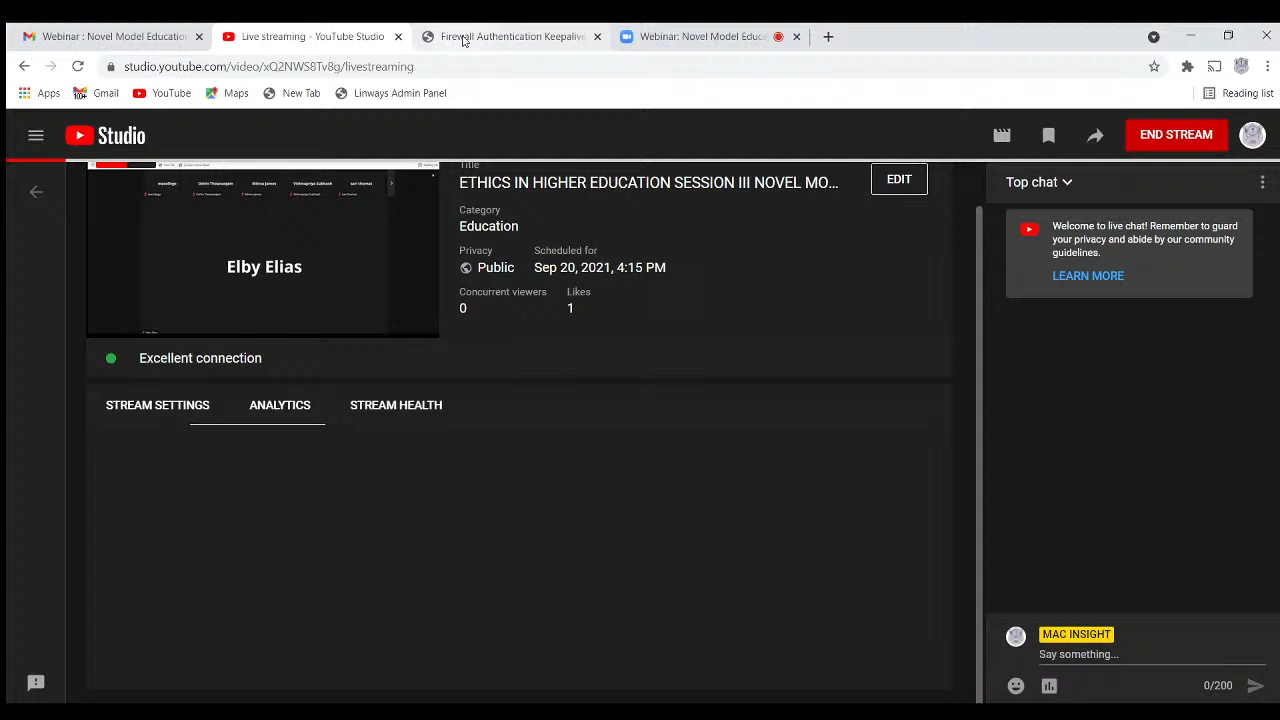 Webinar : Novel Model Education
Live streaming - YouTube Studio
Firewall Authentication Keepalive
Webinar: Novel Model Educa
studio.youtube.com/video/xQ2NWS8Tv8g/livestreaming
Apps
100+
Gmail
YouTube
Maps
New Tab
Linways Admin Panel
Reading list
Studio
END STREAM
Title
ETHICS IN HIGHER EDUCATION SESSION III NOVEL MO...
EDIT
Category
Education
Privacy
Scheduled for
Public
Sep 20, 2021, 4:15 PM
Concurrent viewers
Likes
0
1
Elby Elias
Excellent connection
STREAM SETTINGS
ANALYTICS
STREAM HEALTH
Top chat
Welcome to live chat! Remember to guard
your privacy and abide by our community
guidelines.
LEARN MORE
MAC INSIGHT
Say something...
0/200